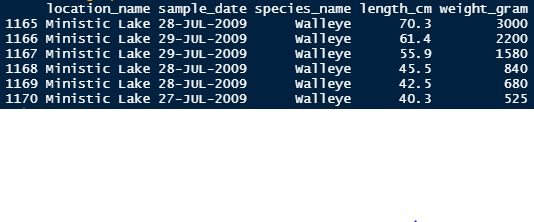 location_name sample_date species_name length_cm weight_gram
1165 Ministic Lake 28-JUL-2009 Walleye 70.3 3000
1166 Ministic Lake 29-JUL-2009 Walleye 61.4 2200
1167 Ministic Lake 29-JUL-2009 Walleye 55.9 1580
1168 Ministic Lake 28-JUL-2009 Walleye 45.5 840
1169 Ministic Lake 28-JUL-2009 Walleye 42.5 680
1170 Ministic Lake 27-JUL-2009 Walleye 40.3 525